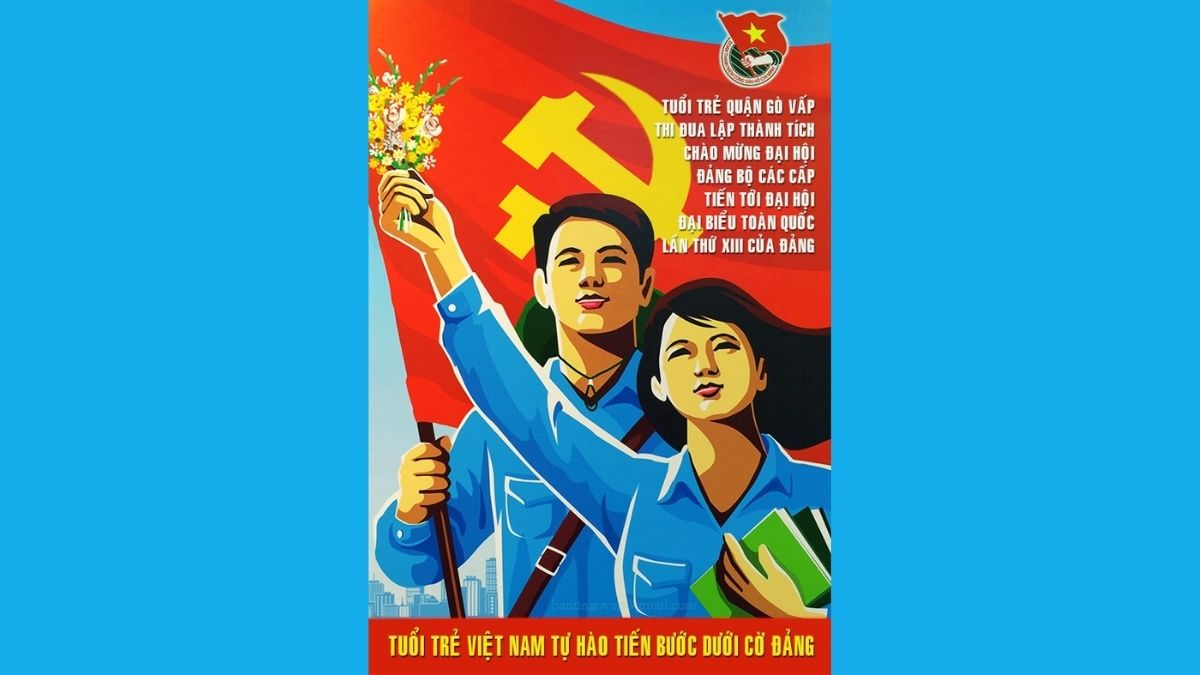 TUỔI TRẺ QUẬN GÒ VẤP
THI ĐUA LẬP THÀNH TÍCH
CHÀO MỪNG ĐẠI HỘI
ĐẢNG BỘ CÁC CẤP
TIẾN TỚI ĐẠI HỘI
ĐẠI BIỂU TOÀN QUỐC
LẦN THỨ XIII CỦA ĐẢNG
TUỔI TRẺ VIỆT NAM TỰ HÀO TIẾN BƯỚC DƯỚI CỜ ĐẢNG